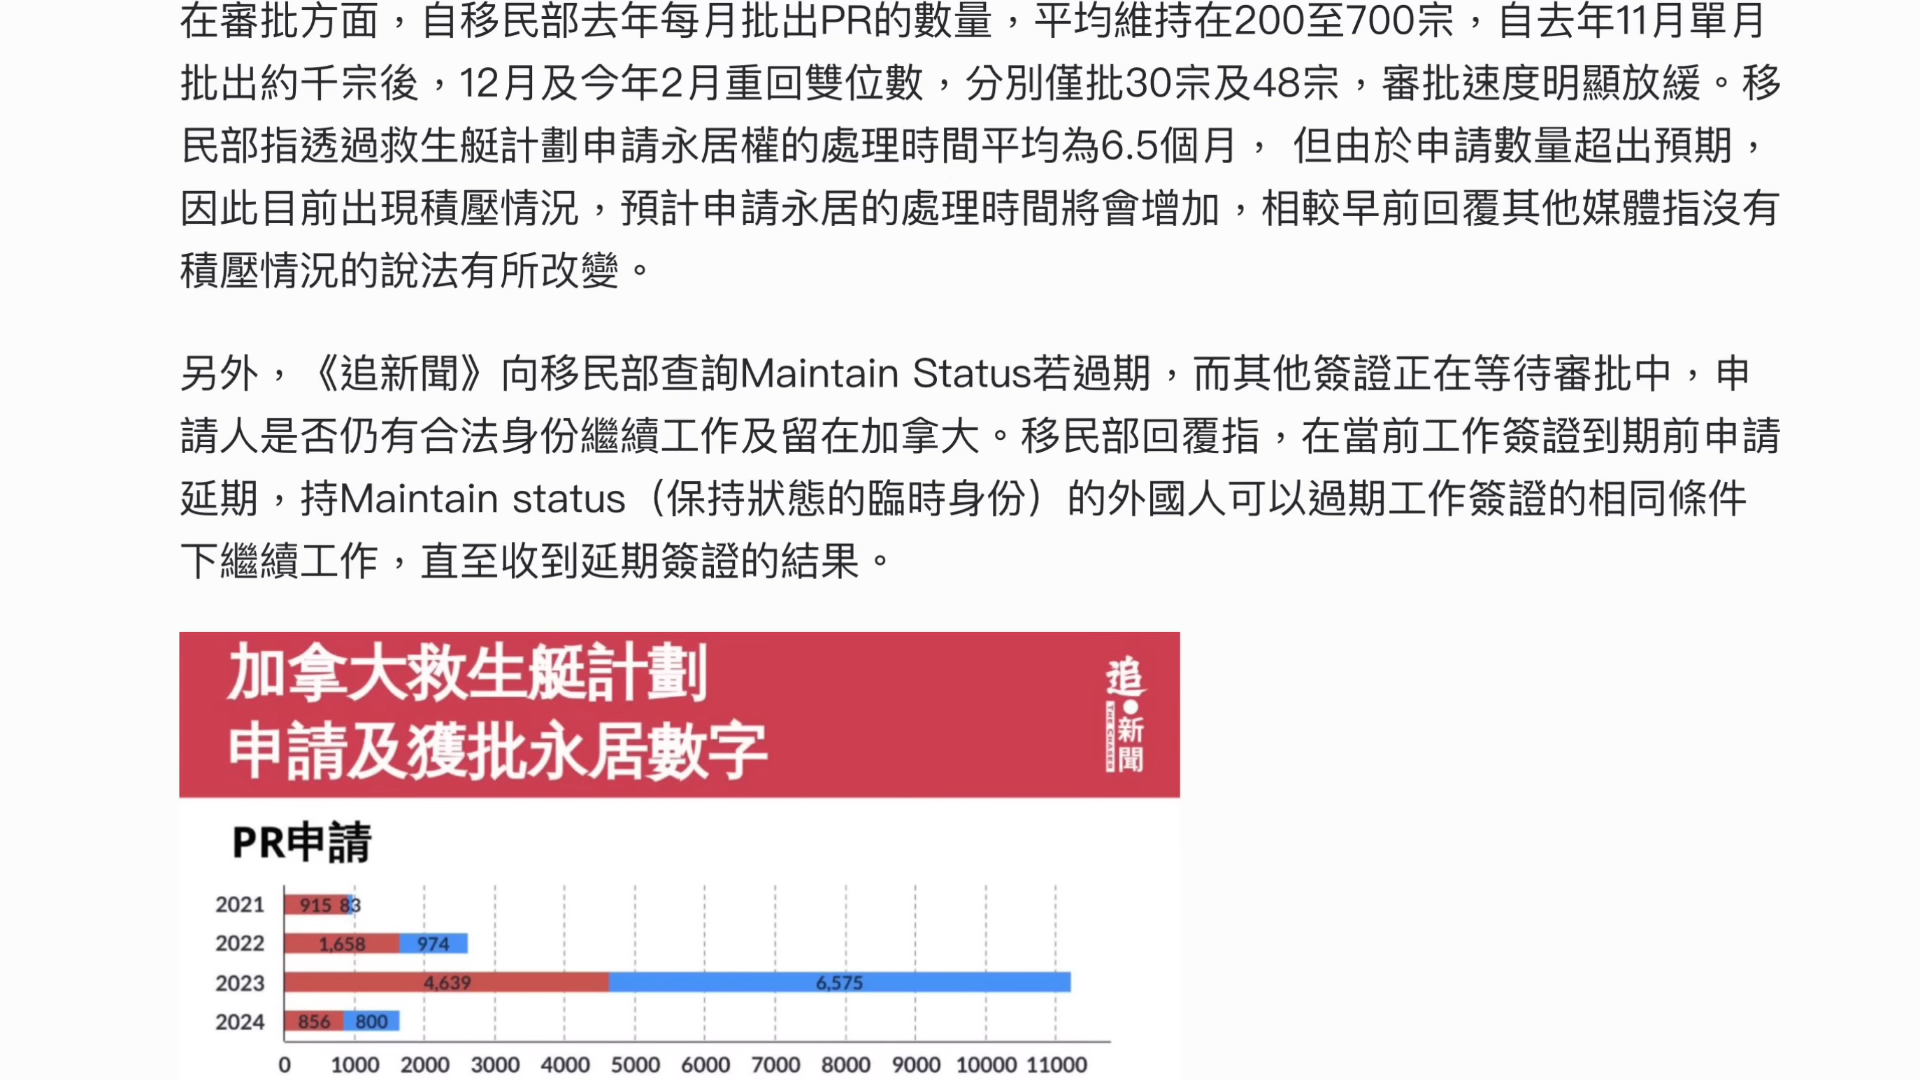 在審批方面，自移民部去年每月批出PR的數量，平均維持在200至700宗，自去年11月單月
批出約千宗後，12月及今年2月重回雙位數，分別僅批30宗及48宗，審批速度明顯放緩。移
民部指透過救生艇計劃申請永居權的處理時間平均為6.5個月， 但由於申請數量超出預期，
因此目前出現積壓情況，預計申請永居的處理時間將會增加，相較早前回覆其他媒體指沒有
積壓情況的說法有所改變。
另外，《追新聞》向移民部查詢Maintain Status若過期，而其他簽證正在等待審批中，申
請人是否仍有合法身份繼續工作及留在加拿大。移民部回覆指，在當前工作簽證到期前申請
延期，持Maintain status（保持狀態的臨時身份）的外國人可以過期工作簽證的相同條件
下繼續工作，直至收到延期簽證的結果。
加拿大救生艇計劃
申請及獲批永居數字
追新聞
THE CHASER
PR申請
2021 915 83
2022 1,658 974
2023 4,639 6,575
2024 856 800
0 1000 2000 3000 4000 5000 6000 7000 8000 9000 10000 11000